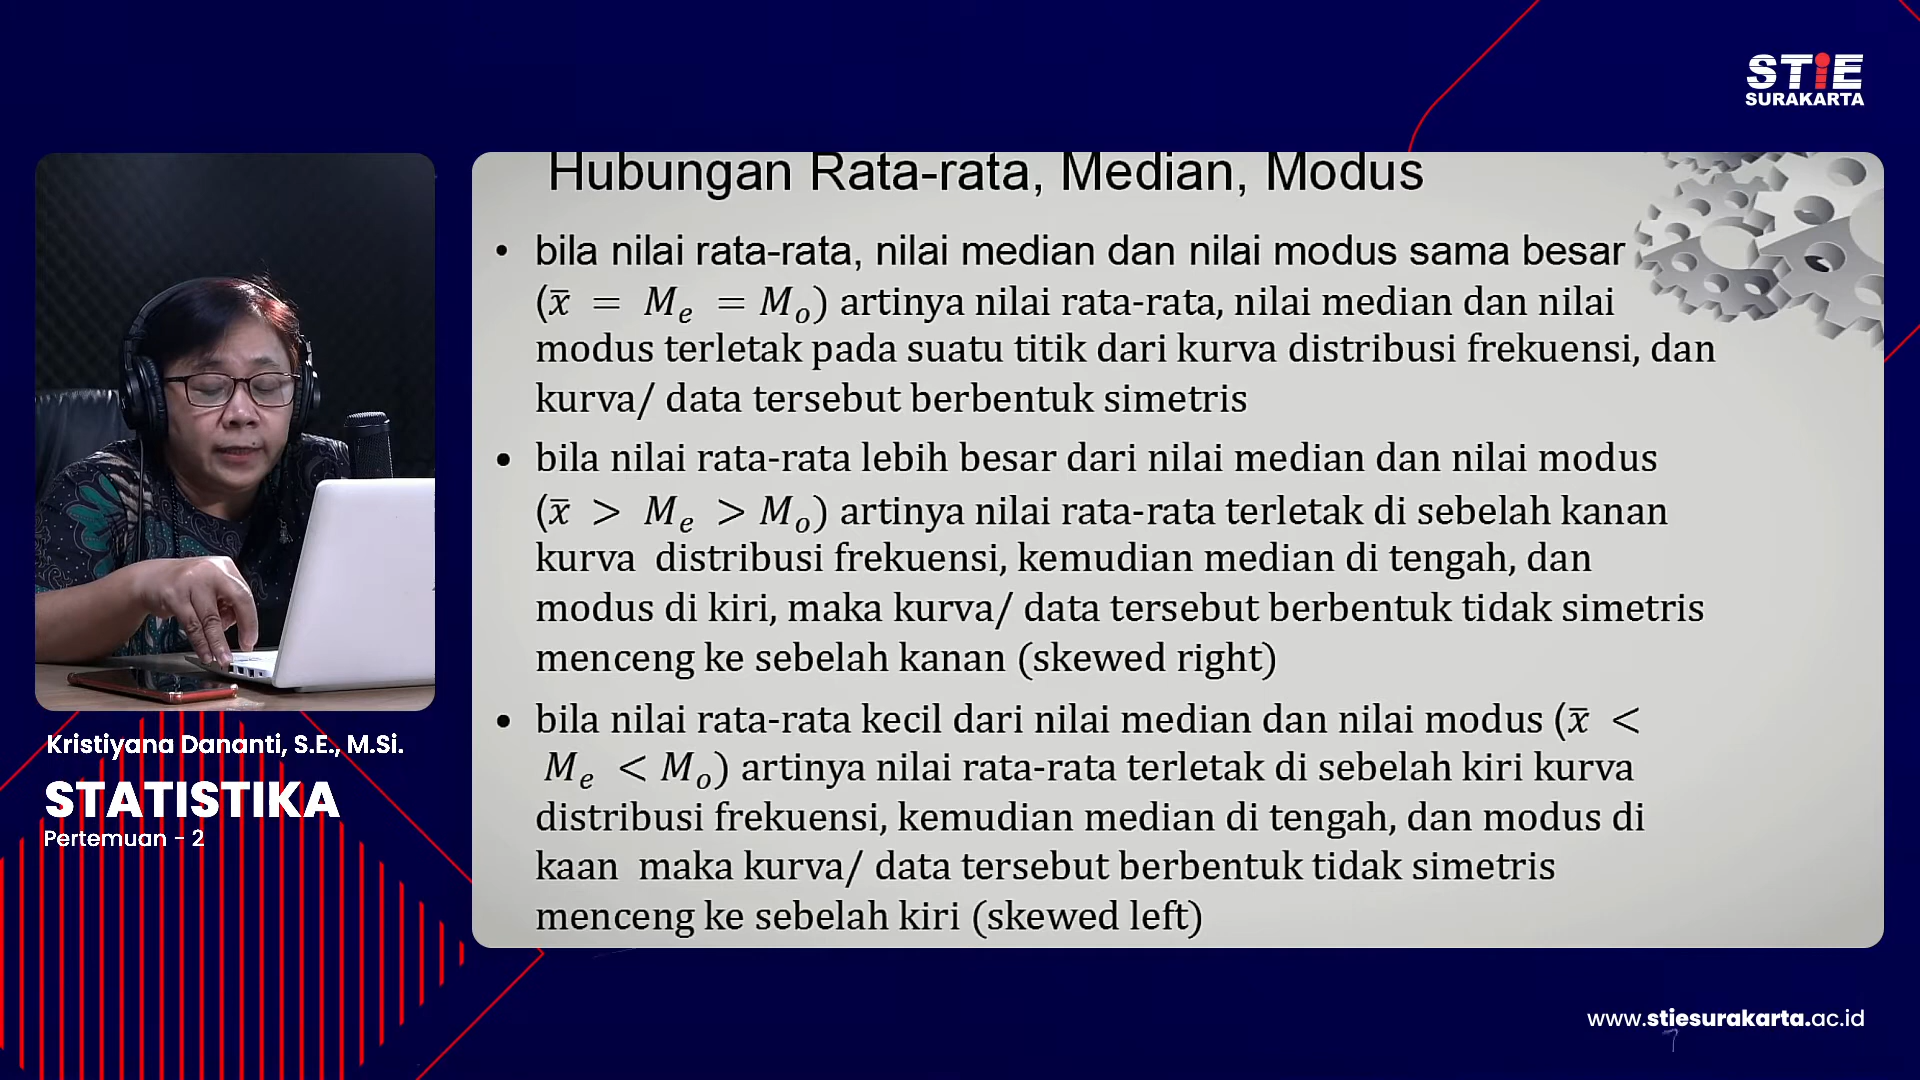 STiE
SURAKARTA
Hubungan Rata-rata, Median, Modus
• bila nilai rata-rata, nilai median dan nilai modus sama besar
(x̅ = Mₑ = Mₒ) artinya nilai rata-rata, nilai median dan nilai
modus terletak pada suatu titik dari kurva distribusi frekuensi, dan
kurva/ data tersebut berbentuk simetris
• bila nilai rata-rata lebih besar dari nilai median dan nilai modus
(x̅ > Mₑ > Mₒ) artinya nilai rata-rata terletak di sebelah kanan
kurva distribusi frekuensi, kemudian median di tengah, dan
modus di kiri, maka kurva/ data tersebut berbentuk tidak simetris
menceng ke sebelah kanan (skewed right)
• bila nilai rata-rata kecil dari nilai median dan nilai modus (x̅ <
Mₑ < Mₒ) artinya nilai rata-rata terletak di sebelah kiri kurva
distribusi frekuensi, kemudian median di tengah, dan modus di
kaan maka kurva/ data tersebut berbentuk tidak simetris
menceng ke sebelah kiri (skewed left)
Kristiyana Dananti, S.E., M.Si.
STATISTIKA
Pertemuan - 2
www.stiesurakarta.ac.id